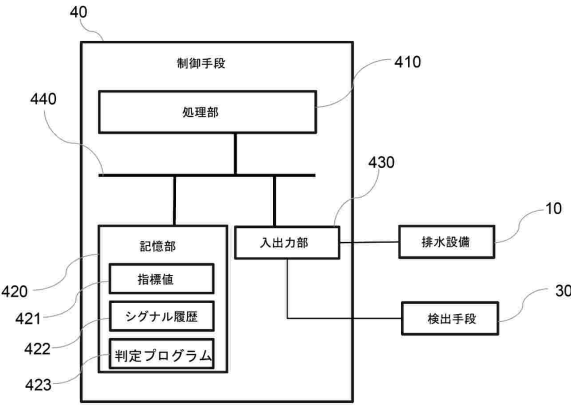 40
制御手段
410
処理部
440
430
10
記憶部
入出力部
排水設備
420
指標値
421
シグナル履歴
30
422
検出手段
判定プログラム
423